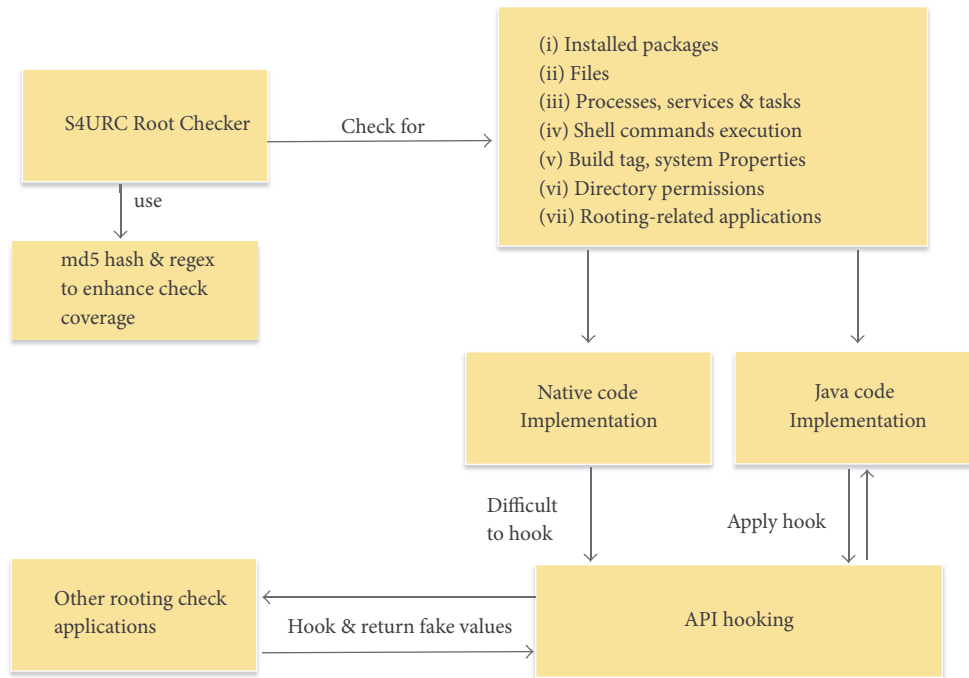 S4URC Root Checker
Check for
(i) Installed packages
(ii) Files
(iii) Processes, services & tasks
(iv) Shell commands execution
(v) Build tag, system Properties
(vi) Directory permissions
(vii) Rooting-related applications
use
md5 hash & regex
to enhance check
coverage
Native code
Implementation
Java code
Implementation
Difficult
to hook
Apply hook
Other rooting check
applications
Hook & return fake values
API hooking